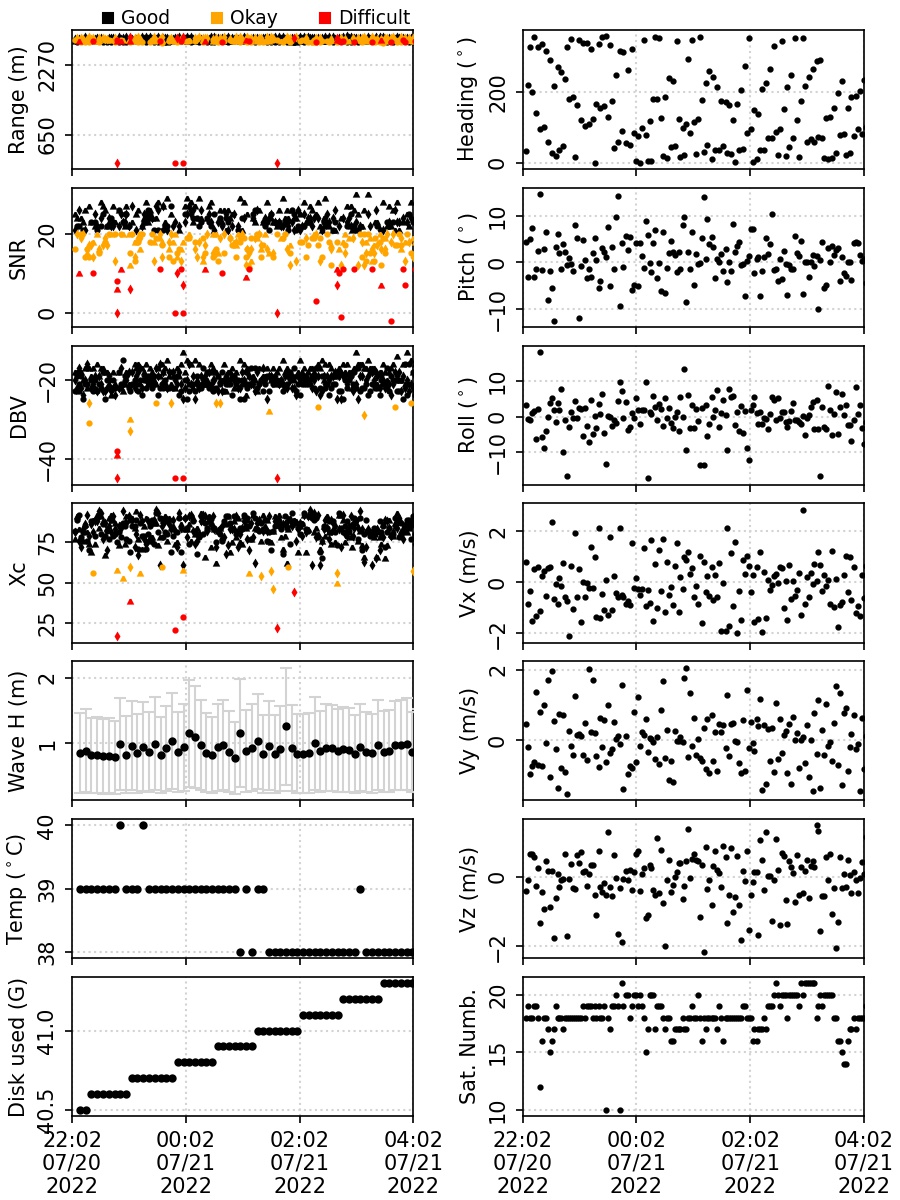 Good Okay Difficult
Range (m)
2270
650
Heading (°)
200
0
SNR
20
0
Pitch (°)
10
0
−10
DBV
−20
−40
Roll (°)
10
0
−10
Xc
75
50
25
Vx (m/s)
2
0
−2
Wave H (m)
2
1
Vy (m/s)
2
0
Temp (°C)
40
39
38
Vz (m/s)
0
−2
Disk used (G)
41.0
40.5
Sat. Numb.
20
15
10
22:02 00:02 02:02 04:02
07/20 07/21 07/21 07/21
2022 2022 2022 2022
22:02 00:02 02:02 04:02
07/20 07/21 07/21 07/21
2022 2022 2022 2022